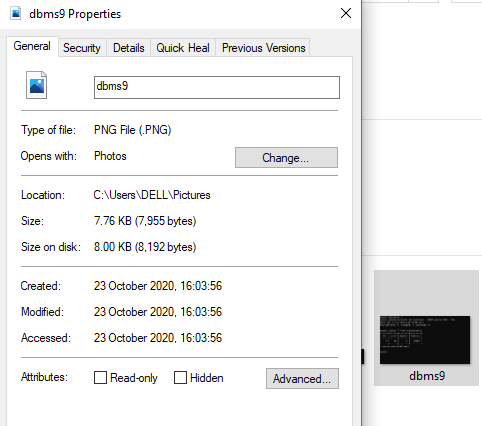 dbms9 Properties
General Security Details Quick Heal Previous Versions
dbms9
Type of file: PNG File (.PNG)
Opens with: Photos Change...
Location: C:\Users\DELL\Pictures
Size: 7.76 KB (7,955 bytes)
Size on disk: 8.00 KB (8,192 bytes)
Created: 23 October 2020, 16:03:56
Modified: 23 October 2020, 16:03:56
Accessed: 23 October 2020, 16:03:56
Attributes: Read-only Hidden Advanced...
dbms9